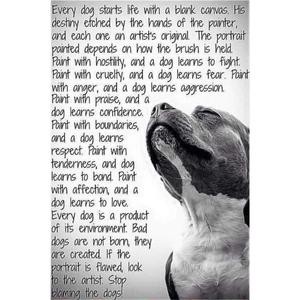 Every dog starts life with a blank canvas. His
destiny etched by the hands of the painter,
and each one an artist's original. The portrait
painted depends on how the brush is held.
Paint with hostility, and a dog learns to fight.
Paint with cruelty, and a dog learns fear. Paint
with anger, and a dog learns aggression.
Paint with praise, and a
dog learns confidence.
Paint with boundaries,
and a dog learns
respect. Paint with
tenderness, and dog
learns to bond. Paint
with affection, and a
dog learns to love.
Every dog is a product
of its environment. Bad
dogs are not born, they
are created. If the
portrait is flawed, look
to the artist. Stop
blaming the dogs!